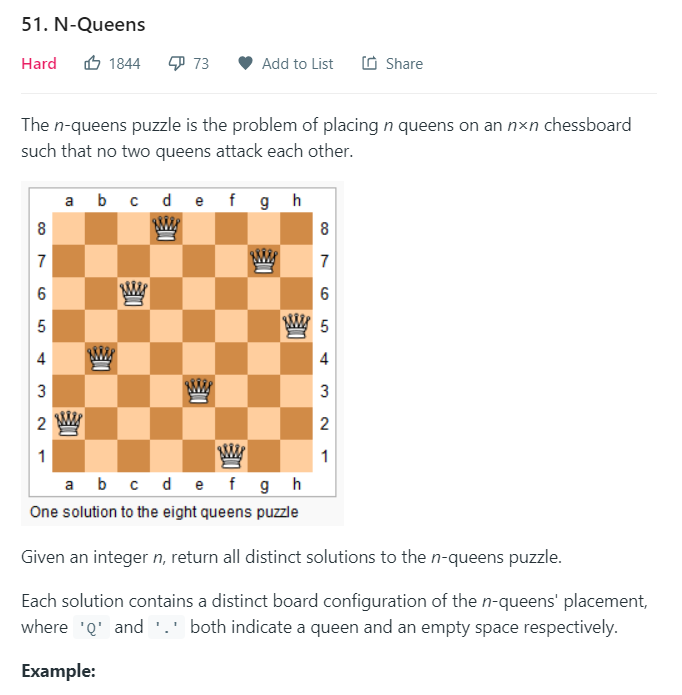 51. N-Queens
Hard 1844 73 Add to List Share
The n-queens puzzle is the problem of placing n queens on an n×n chessboard
such that no two queens attack each other.
a b c d e f g h
8 8
7 7
6 6
5 5
4 4
3 3
2 2
1 1
a b c d e f g h
One solution to the eight queens puzzle
Given an integer n, return all distinct solutions to the n-queens puzzle.
Each solution contains a distinct board configuration of the n-queens' placement,
where 'Q' and '.' both indicate a queen and an empty space respectively.
Example: